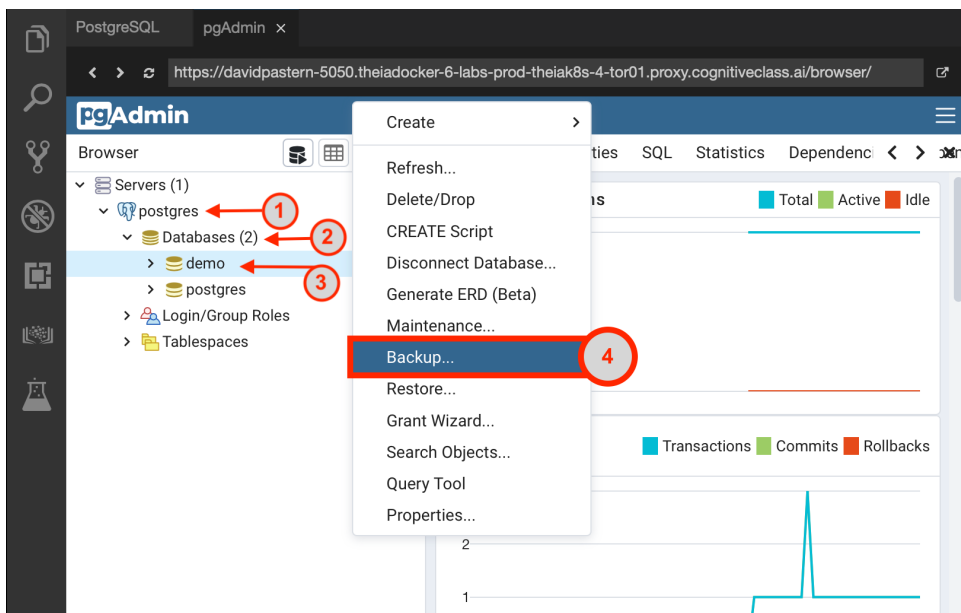 PostgreSQL
pgAdmin ×
https://davidpastern-5050.theiadocker-6-labs-prod-theiak8s-4-tor01.proxy.cognitiveclass.ai/browser/
pgAdmin
Browser
ties SQL Statistics Dependenc
Servers (1)
postgres
1
Databases (2)
2
demo
3
postgres
Login/Group Roles
Tablespaces
Create
Refresh...
Delete/Drop
CREATE Script
Disconnect Database...
Generate ERD (Beta)
Maintenance...
Backup...
4
Restore...
Grant Wizard...
Search Objects...
Query Tool
Properties...
Total Active Idle
Transactions Commits Rollbacks
2
1